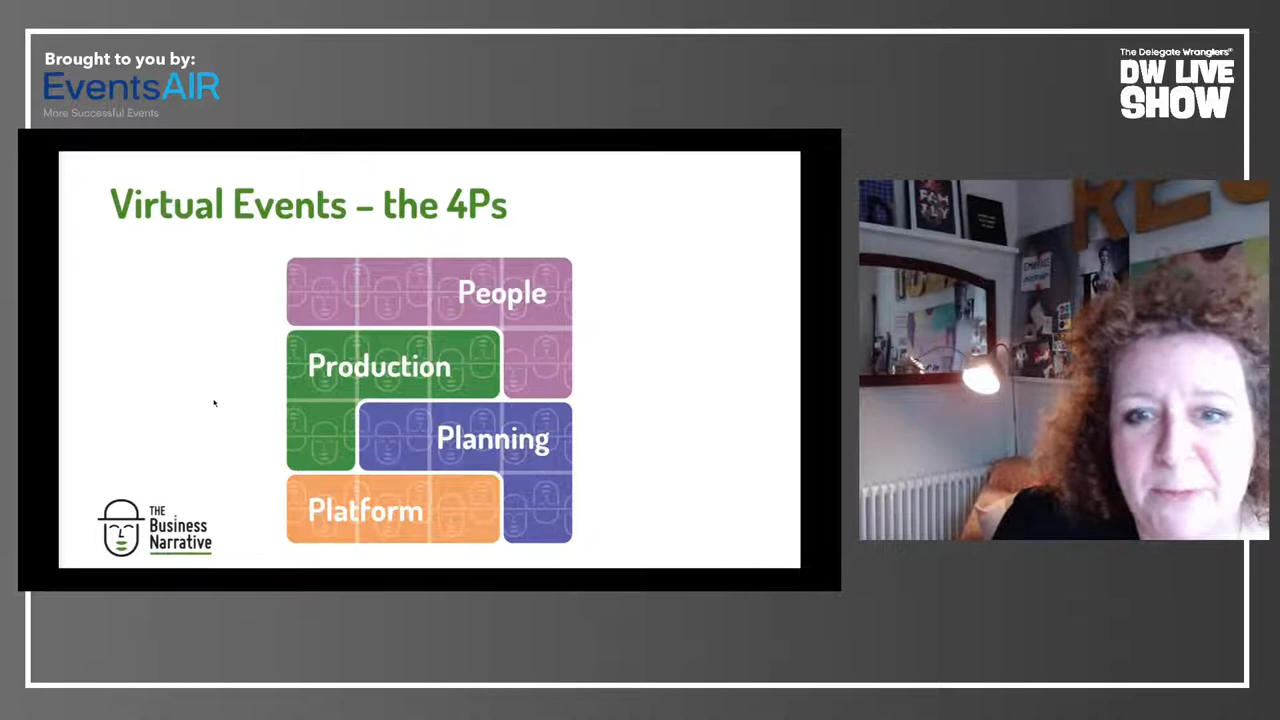 Brought to you by:
EventsAIR
More Successful Events
The Delegate Wranglers®
DW LIVE
SHOW
Virtual Events – the 4Ps
People
Production
Planning
Platform
THE
Business
Narrative
FAM